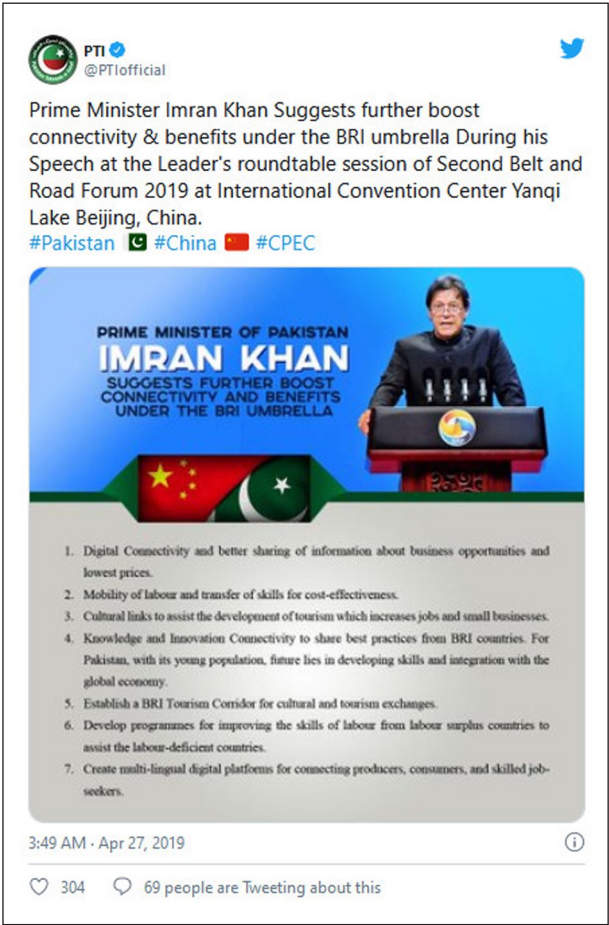 PTI
@PTIofficial
Prime Minister Imran Khan Suggests further boost
connectivity & benefits under the BRI umbrella During his
Speech at the Leader's roundtable session of Second Belt and
Road Forum 2019 at International Convention Center Yanqi
Lake Beijing, China.
#Pakistan 🇵🇰 #China 🇨🇳 #CPEC
PRIME MINISTER OF PAKISTAN
IMRAN KHAN
SUGGESTS FURTHER BOOST
CONNECTIVITY AND BENEFITS
UNDER THE BRI UMBRELLA
1. Digital Connectivity and better sharing of information about business opportunities and
lowest prices.
2. Mobility of labour and transfer of skills for cost-effectiveness.
3. Cultural links to assist the development of tourism which increases jobs and small businesses.
4. Knowledge and Innovation Connectivity to share best practices from BRI countries. For
Pakistan, with its young population, future lies in developing skills and integration with the
global economy.
5. Establish a BRI Tourism Corridor for cultural and tourism exchanges.
6. Develop programmes for improving the skills of labour from labour surplus countries to
assist the labour-deficient countries.
7. Create multi-lingual digital platforms for connecting producers, consumers, and skilled job-
seekers.
3:49 AM · Apr 27, 2019
304 69 people are Tweeting about this